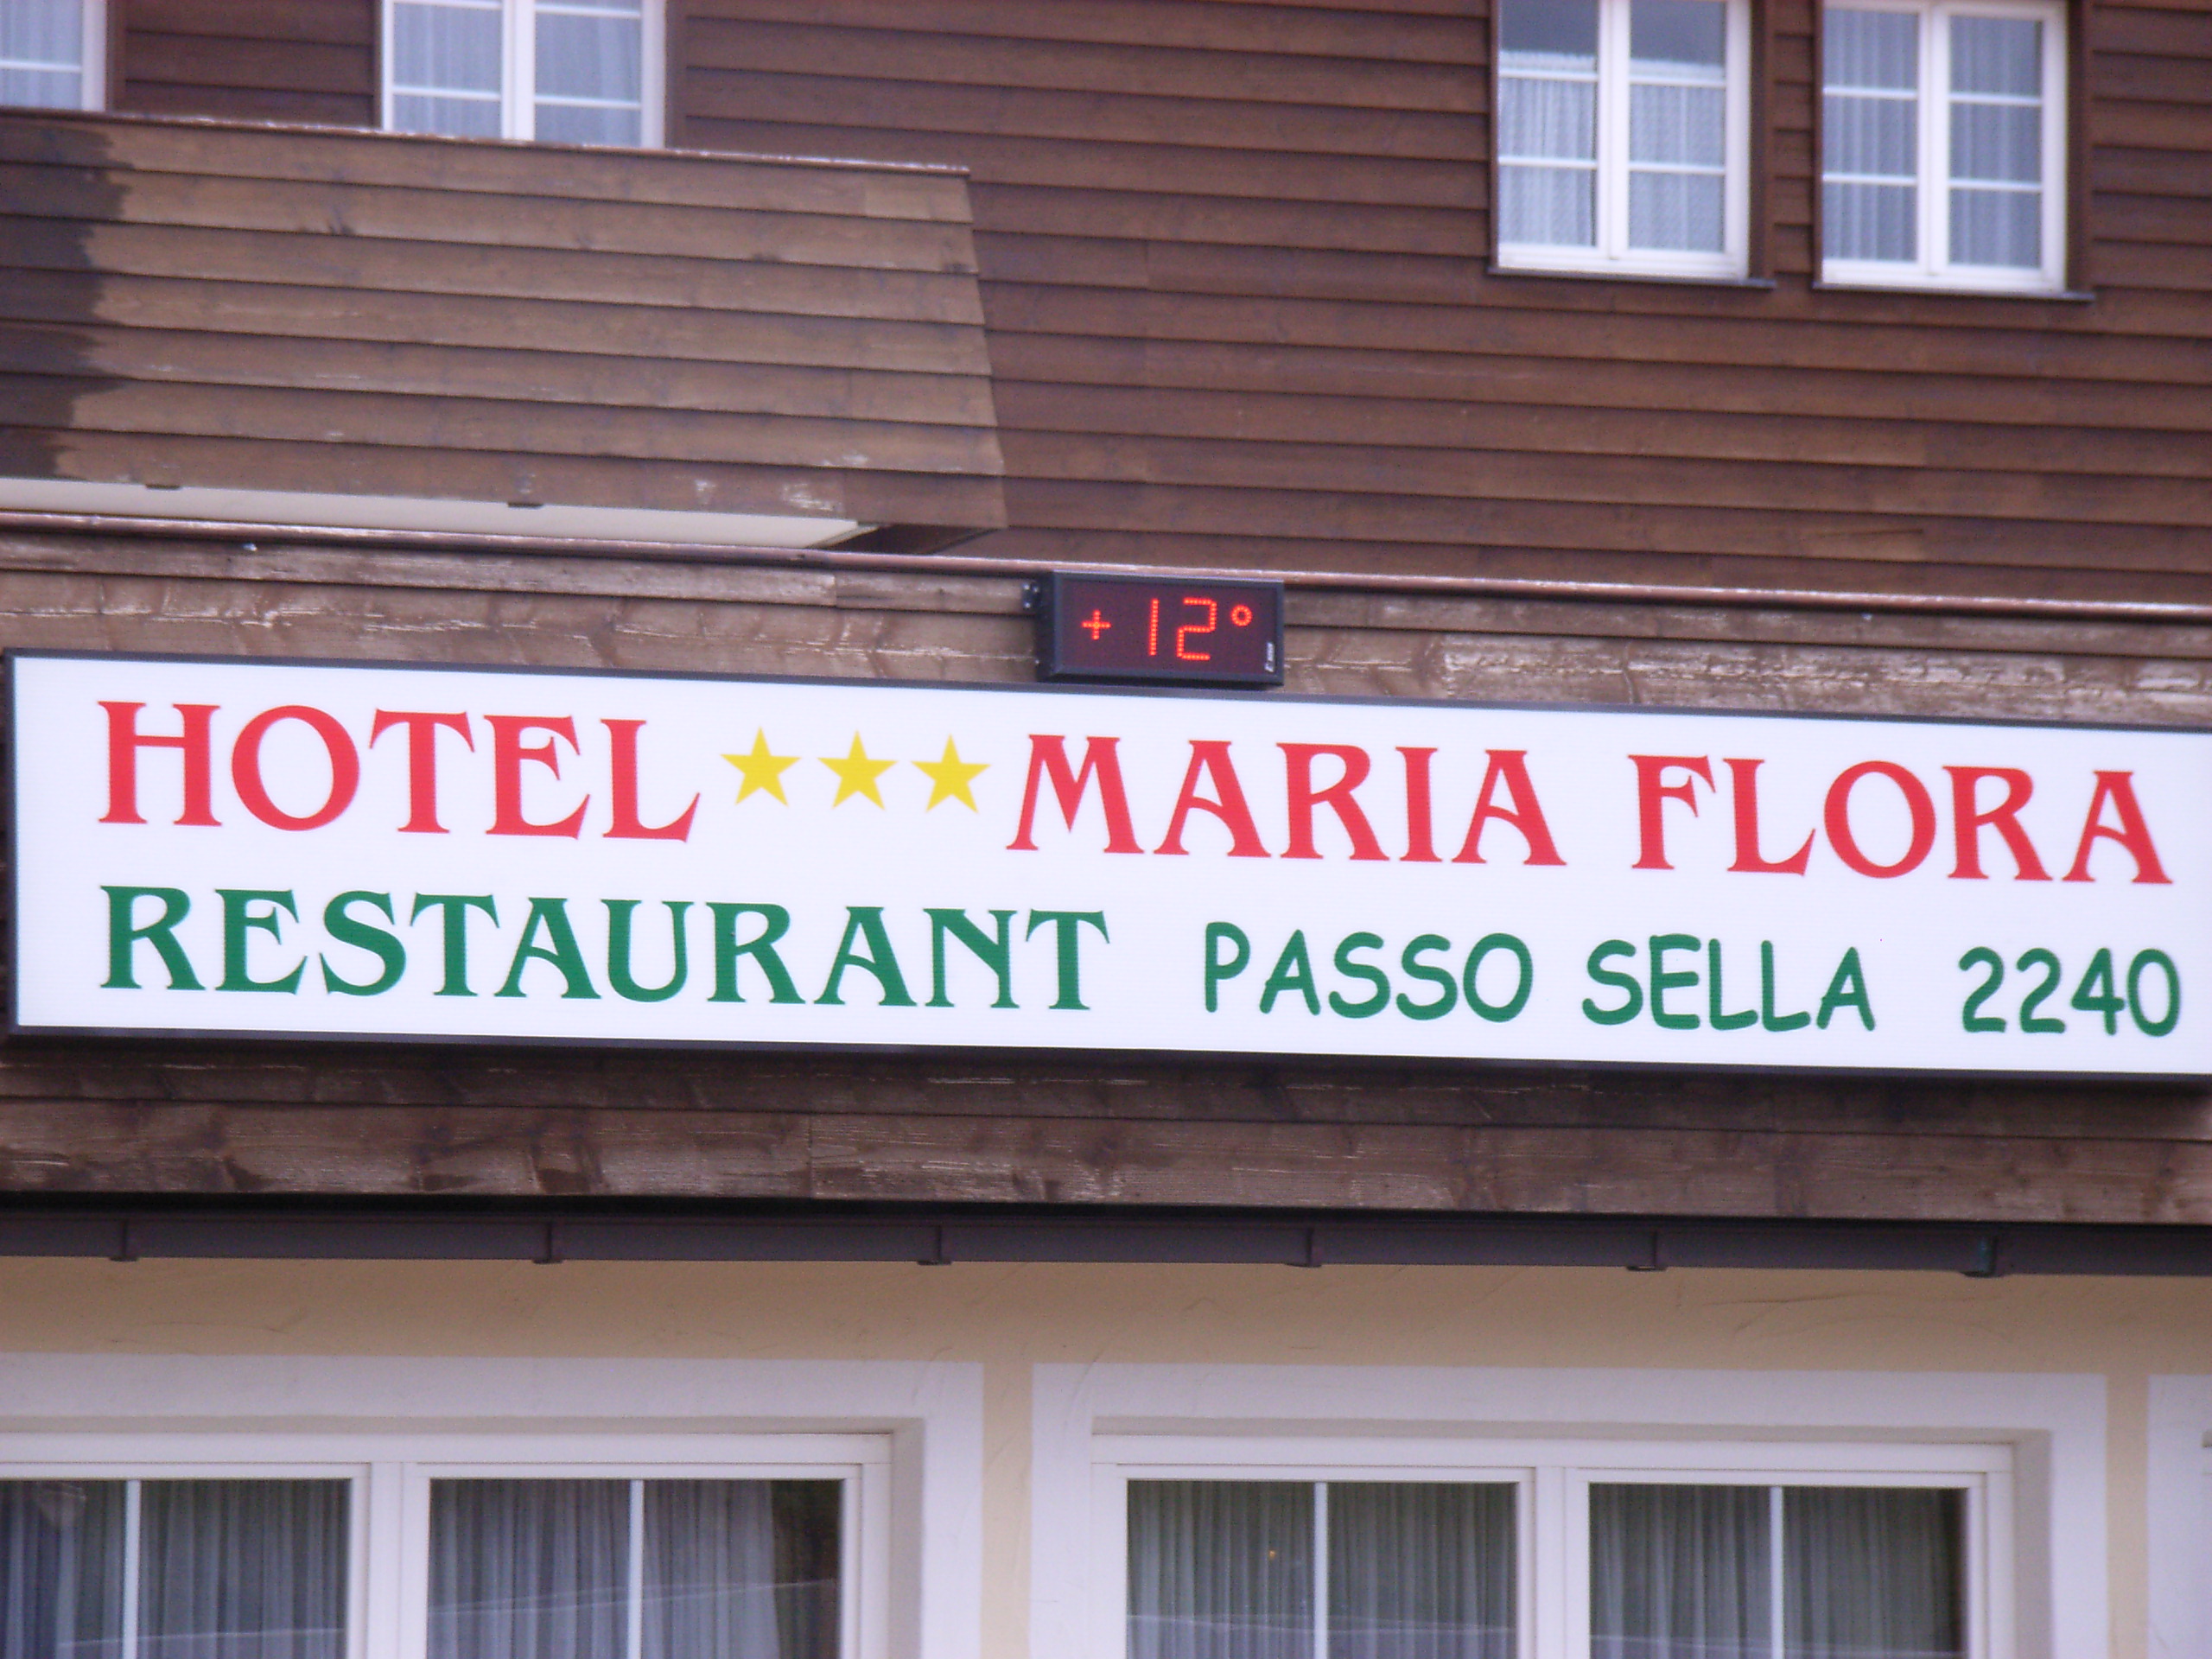 +12°
HOTEL ★★★ MARIA FLORA
RESTAURANT PASSO SELLA 2240